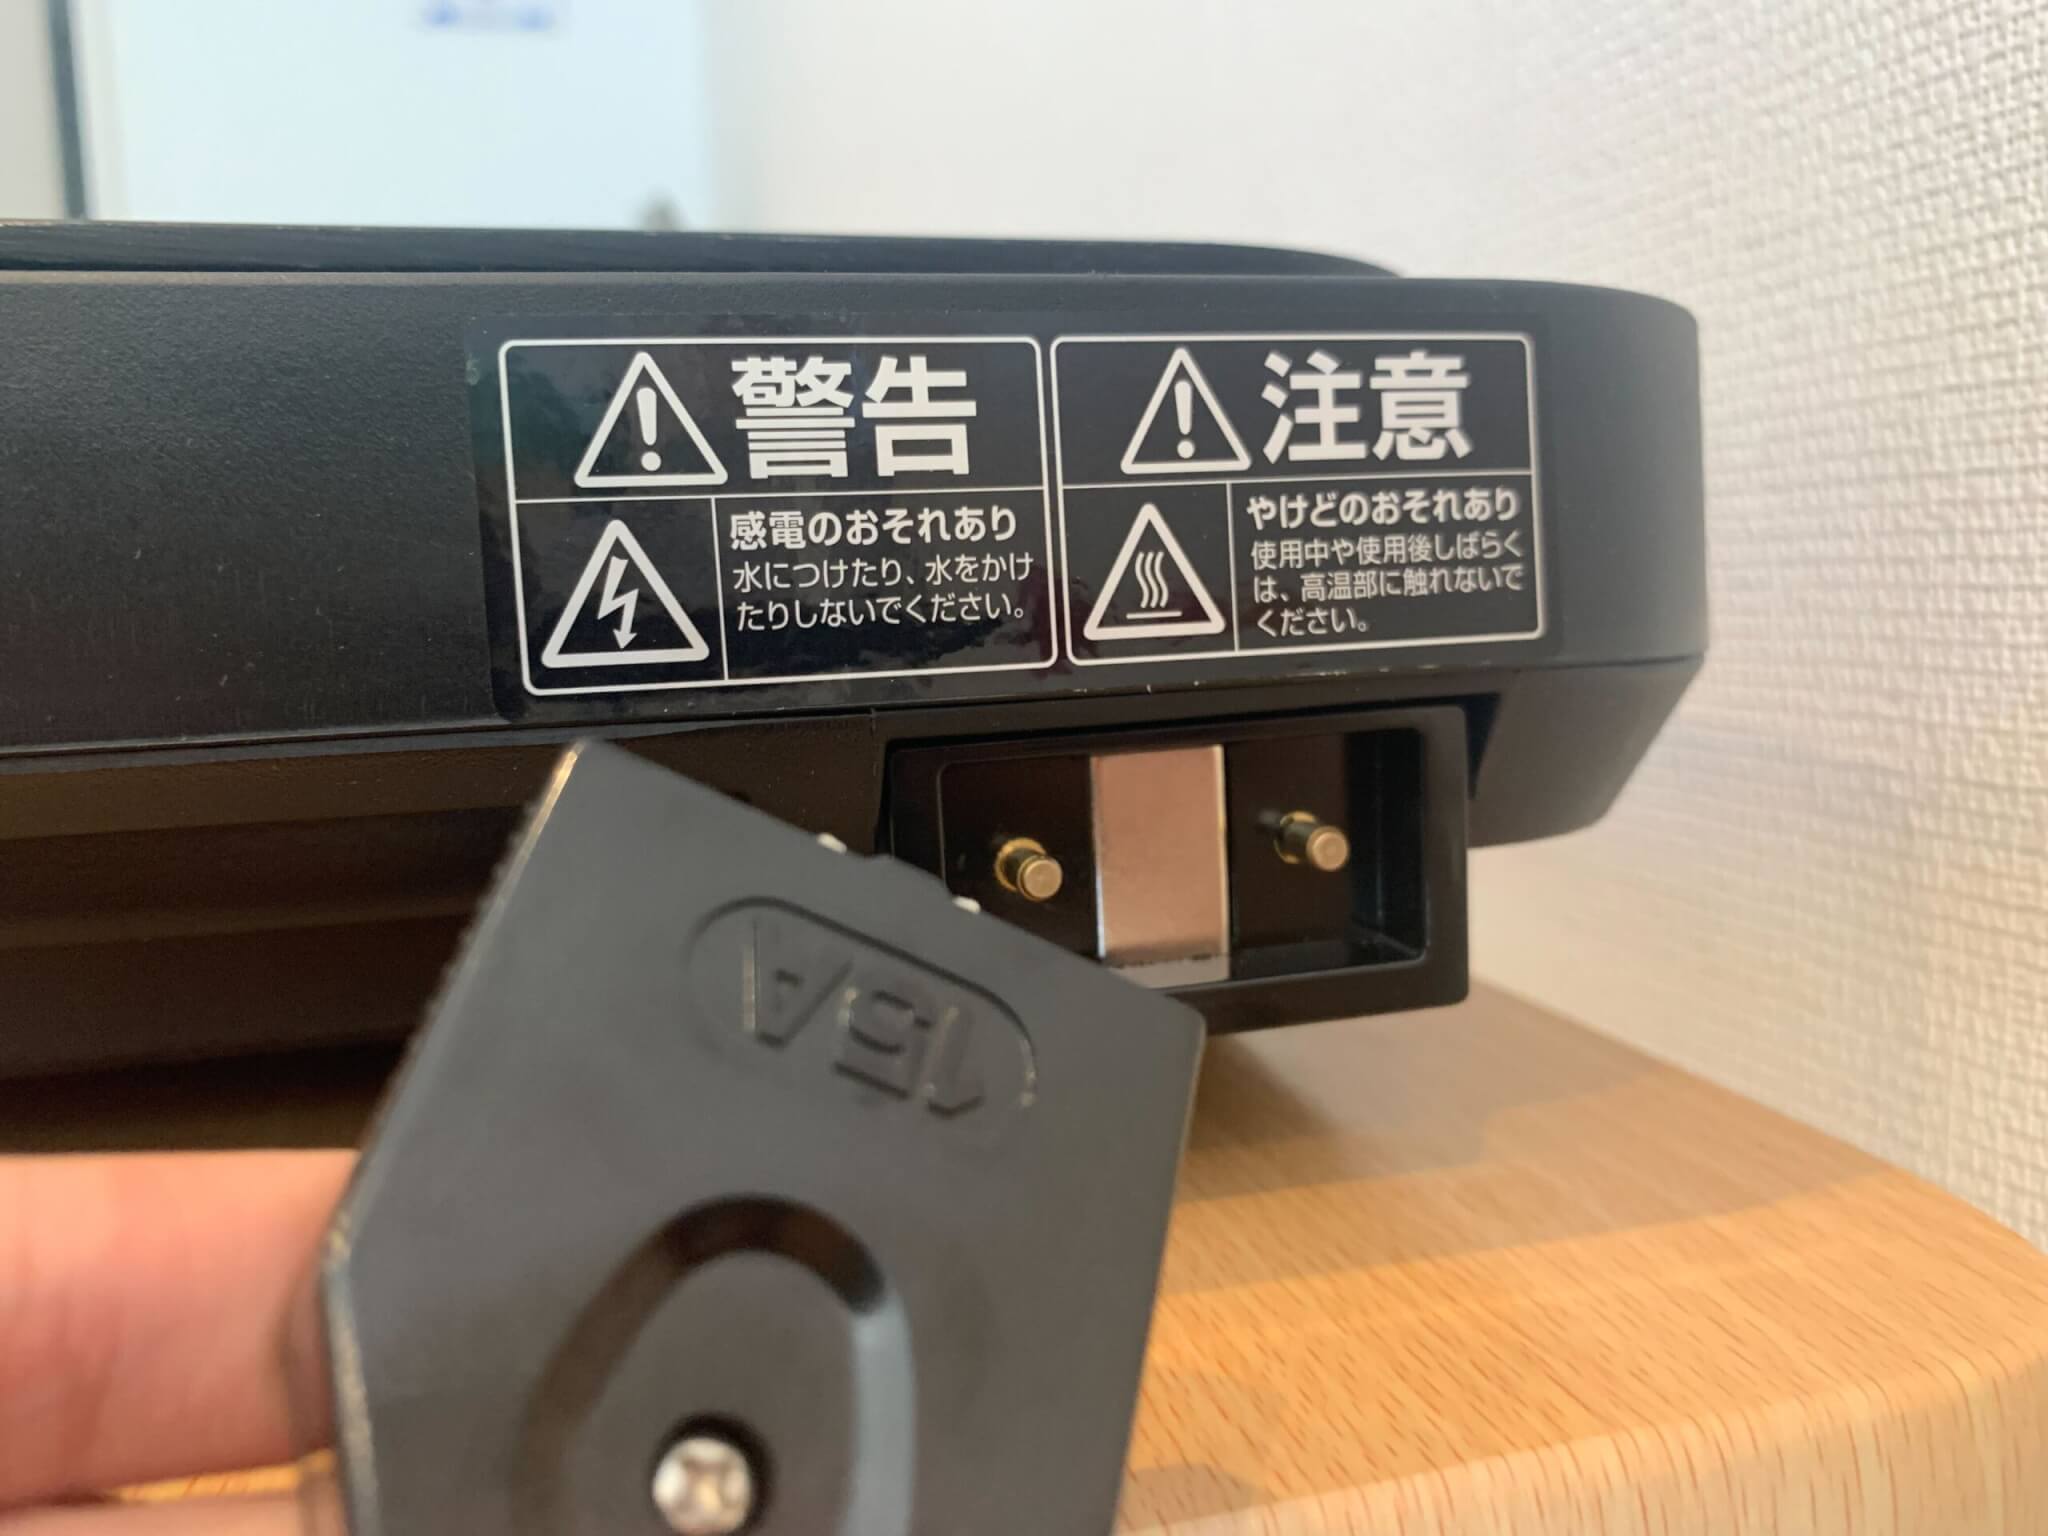 警告
感電のおそれあり
水につけたり、水をかけ
たりしないでください。
注意
やけどのおそれあり
使用中や使用後しばらく
は、高温部に触れないで
ください。
15A